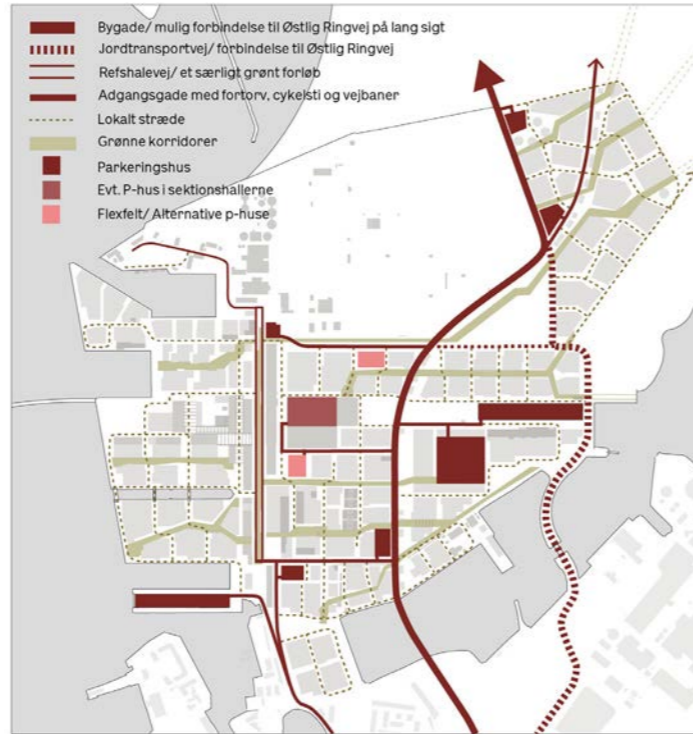 Bygade/ mulig forbindelse til Østlig Ringvej på lang sigt
Jordtransportvej/ forbindelse til Østlig Ringvej
Refshalevej/ et særligt grønt forløb
Adgangsgade med fortorv, cykelsti og vejbaner
Lokalt stræde
Grønne korridorer
Parkeringshus
Evt. P-hus i sektionshallerne
Flexfelt/ Alternative p-huse